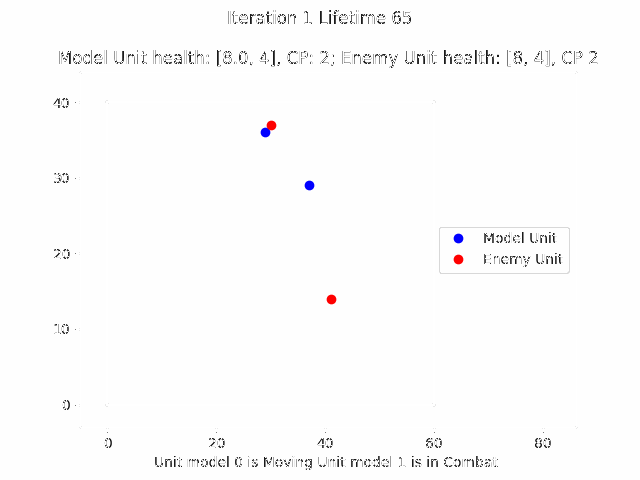 Iteration 1 Lifetime 65
Model Unit health: [8.0, 4], CP: 2; Enemy Unit health: [8, 4], CP 2
40
30
20
10
0
Model Unit
Enemy Unit
0 20 40 60 80
Unit model 0 is Moving Unit model 1 is in Combat